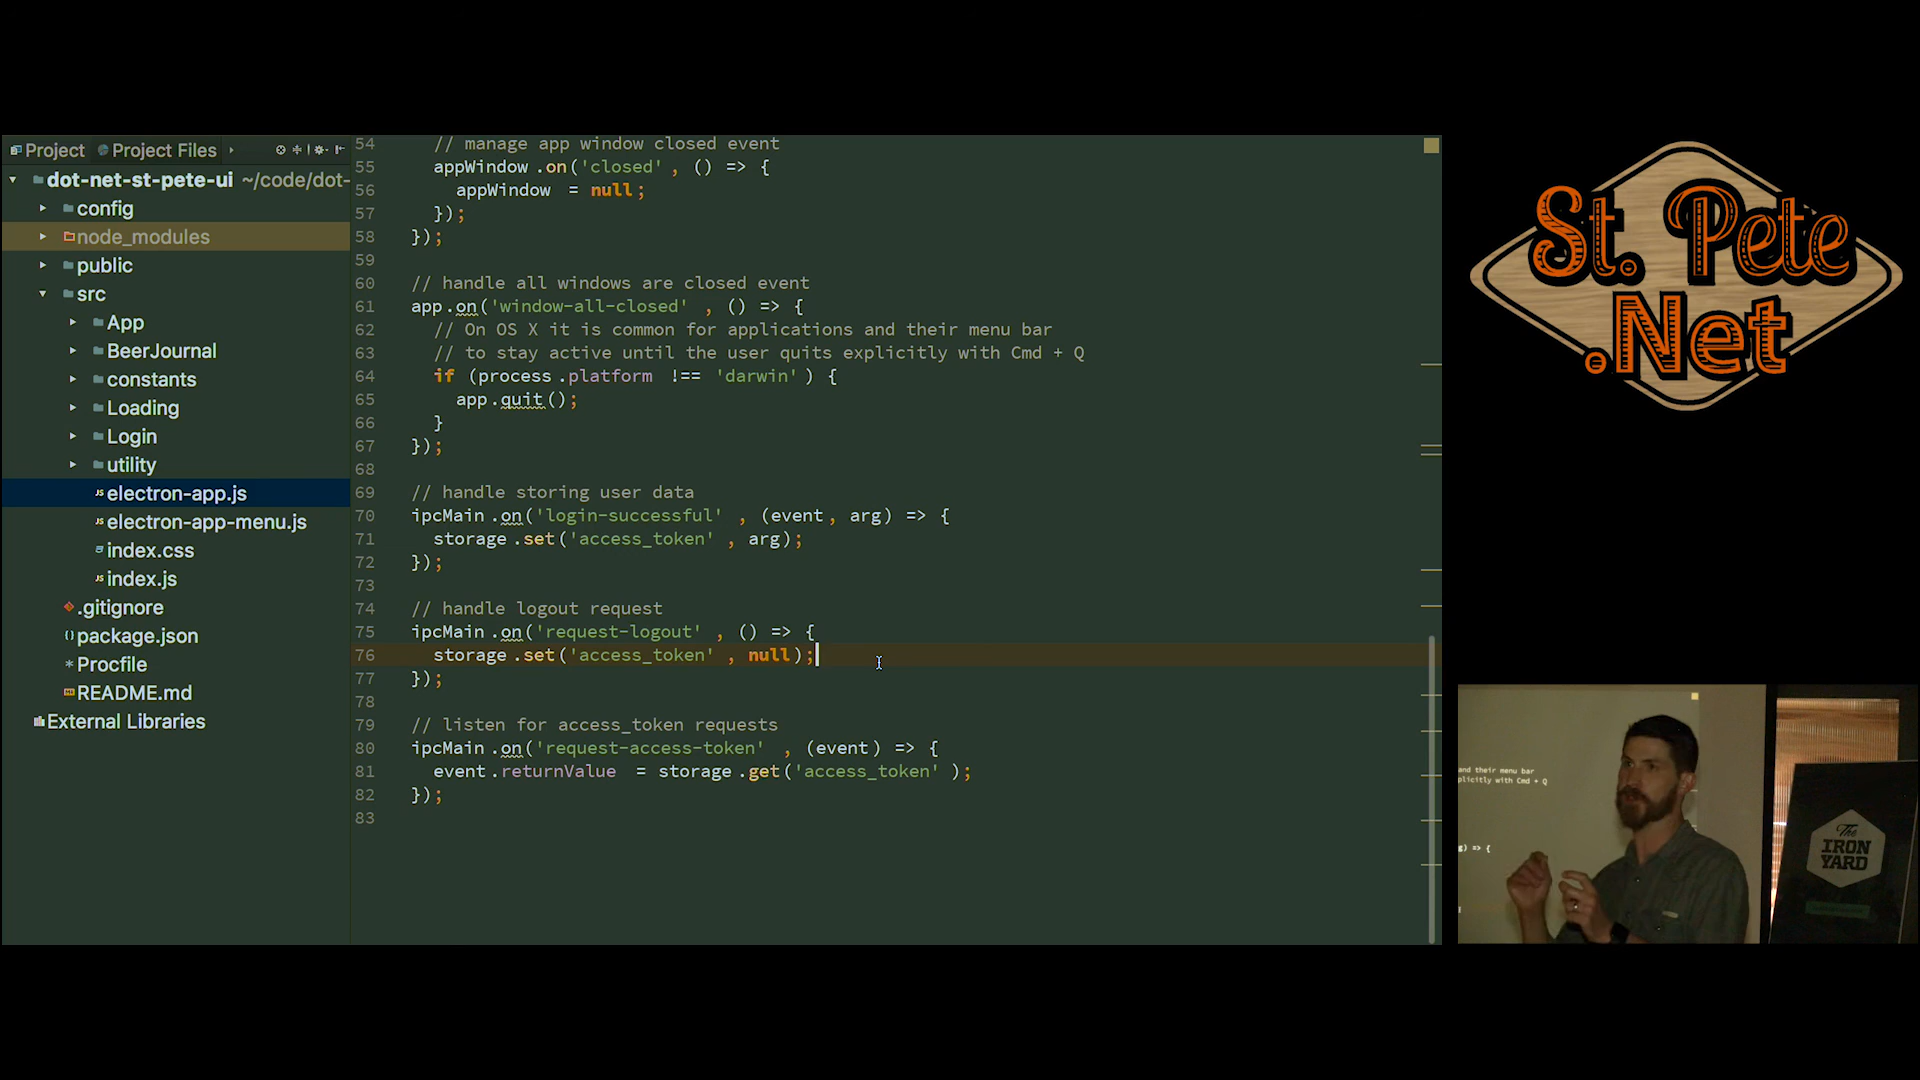 Project Project Files
dot-net-st-pete-ui ~/code/dot-
config
node_modules
public
src
App
BeerJournal
constants
Loading
Login
utility
electron-app.js
electron-app-menu.js
index.css
index.js
.gitignore
package.json
Procfile
README.md
External Libraries
54 // manage app window closed event
55 appWindow.on('closed', () => {
56 appWindow = null;
57 });
58 });
59
60 // handle all windows are closed event
61 app.on('window-all-closed', () => {
62 // On OS X it is common for applications and their menu bar
63 // to stay active until the user quits explicitly with Cmd + Q
64 if (process.platform !== 'darwin') {
65 app.quit();
66 }
67 });
68
69 // handle storing user data
70 ipcMain.on('login-successful', (event, arg) => {
71 storage.set('access_token', arg);
72 });
73
74 // handle logout request
75 ipcMain.on('request-logout', () => {
76 storage.set('access_token', null);
77 });
78
79 // listen for access_token requests
80 ipcMain.on('request-access-token', (event) => {
81 event.returnValue = storage.get('access_token');
82 });
83
St. Pete
.Net
and their menu bar
plicitly with Cmd + Q
g) => {
The
IRON
YARD